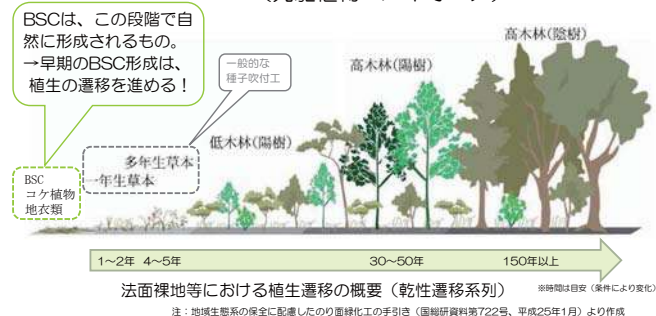 BSCは、この段階で自
然に形成されるもの。
→早期のBSC形成は、
植生の遷移を進める！
一般的な
種子吹付工
高木林(陰樹)
高木林(陽樹)
低木林(陽樹)
多年生草本
一年生草本
BSC
コケ植物
地衣類
1～2年 4～5年 30～50年 150年以上
法面裸地等における植生遷移の概要（乾性遷移系列） ※時間は目安（条件により変化）
注：地域生態系の保全に配慮したのり面緑化工の手引き（国総研資料第722号、平成25年1月）より作成